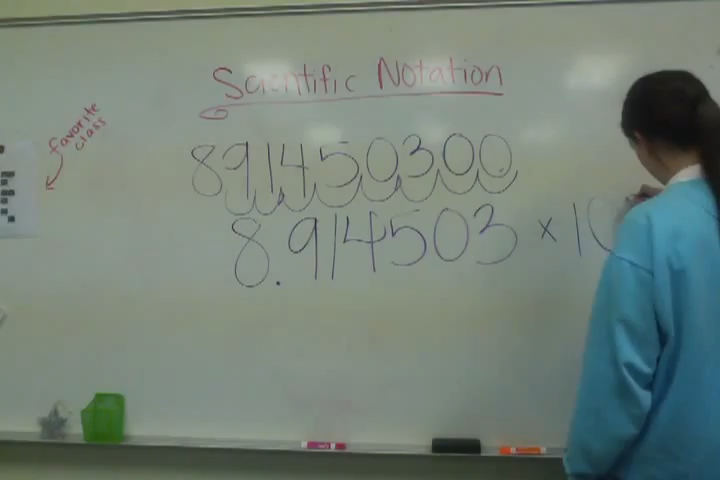 Scientific Notation
favorite
class
891450300
8.914503 × 10